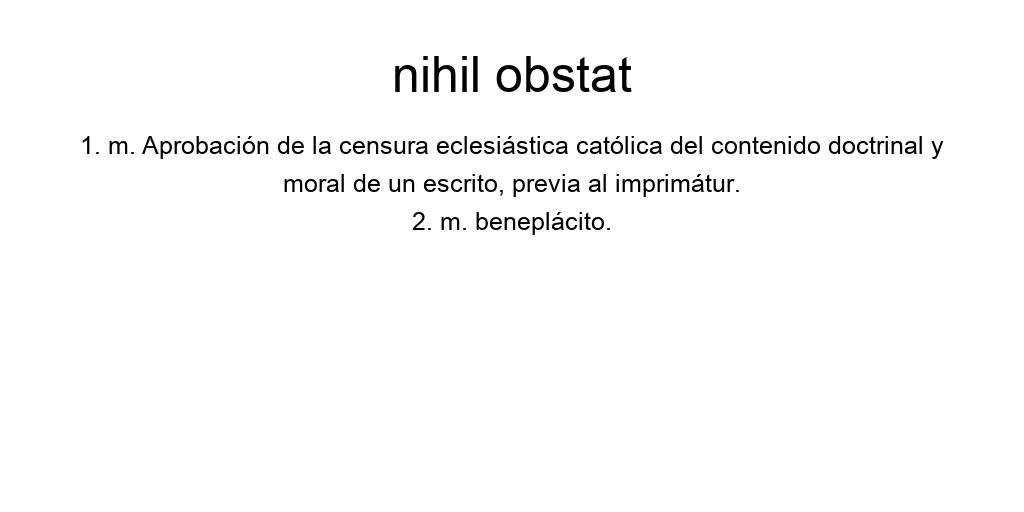 nihil obstat
1. m. Aprobación de la censura eclesiástica católica del contenido doctrinal y
moral de un escrito, previa al imprimátur.
2. m. beneplácito.